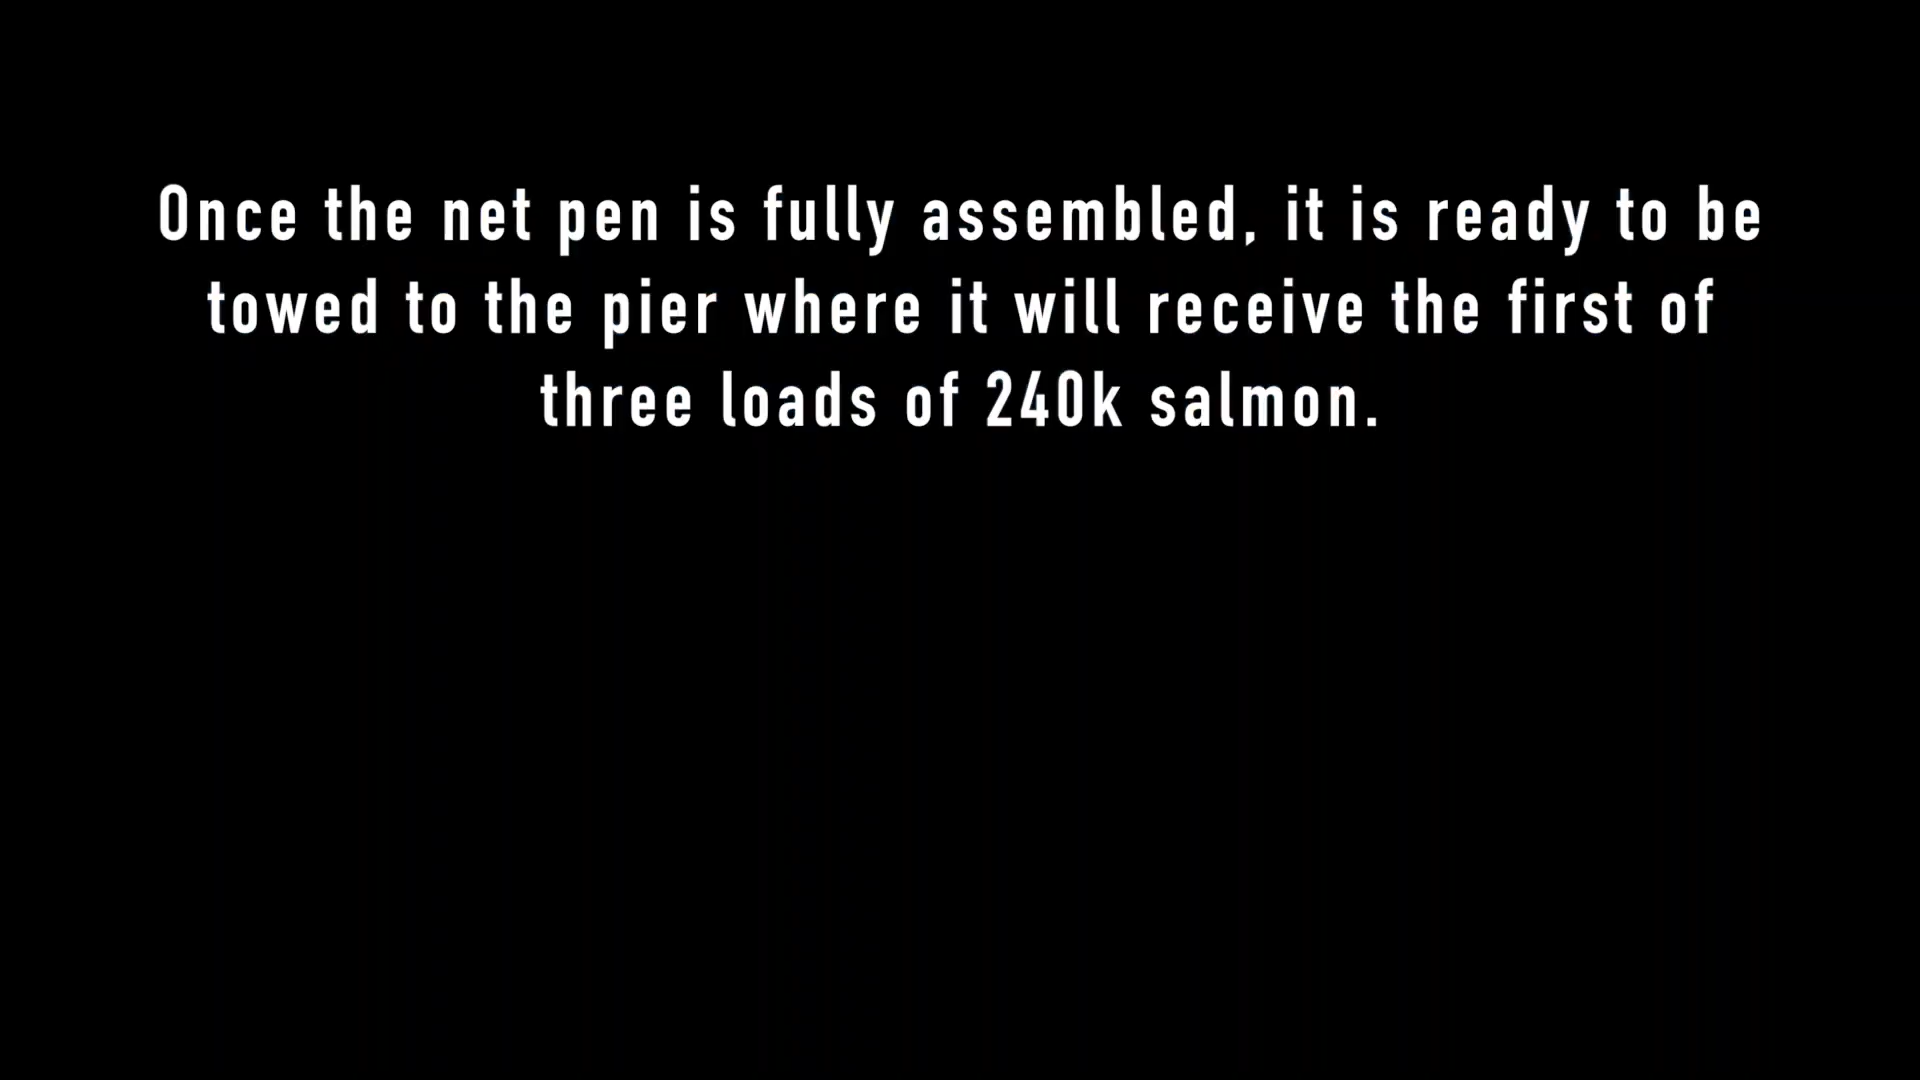 Once the net pen is fully assembled, it is ready to be
towed to the pier where it will receive the first of
three loads of 240k salmon.